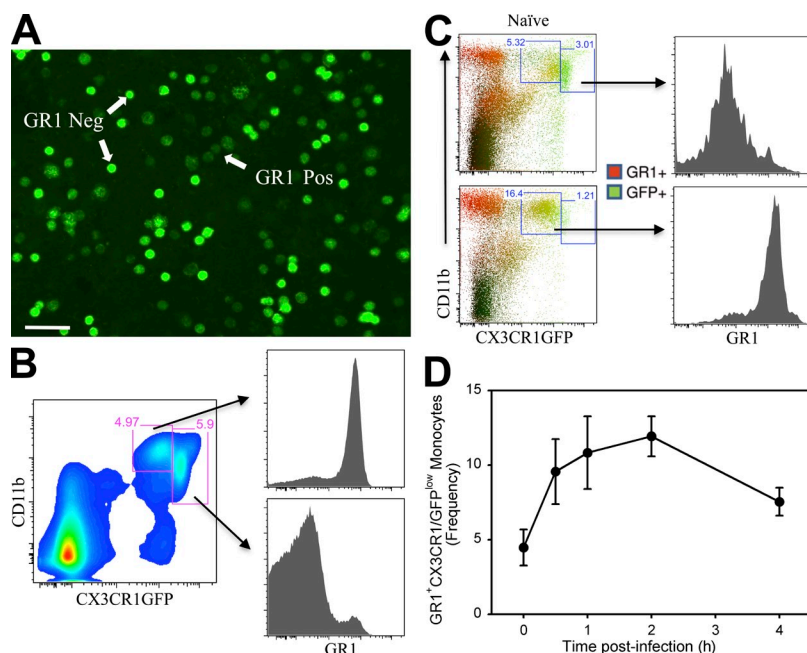 A
GR1 Neg
GR1 Pos
B
4.97
5.9
CD11b
CX3CR1GFP
GR1
C
Naïve
5.32
3.01
GR1+
GFP+
16.4
1.21
CD11b
CX3CR1GFP
GR1
D
GR1+CX3CR1/GFPlow Monocytes
(Frequency)
15
10
5
0
0
1
2
3
4
Time post-infection (h)